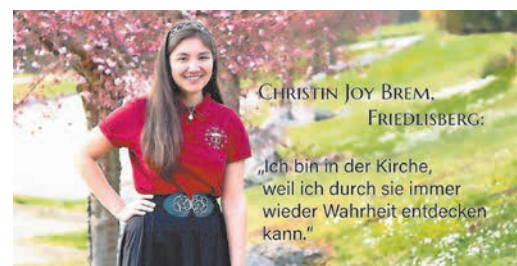 Christin Joy Brem,
Friedlisberg:
„Ich bin in der Kirche,
weil ich durch sie immer
wieder Wahrheit entdecken
kann.“